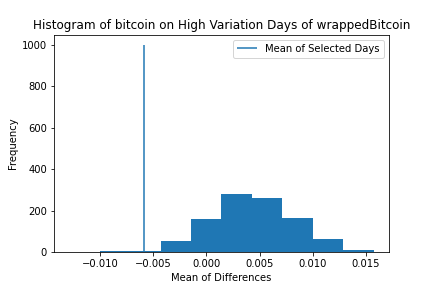 Histogram of bitcoin on High Variation Days of wrappedBitcoin
Mean of Selected Days
1000
800
600
400
200
0
Frequency
−0.010 −0.005 0.000 0.005 0.010 0.015
Mean of Differences